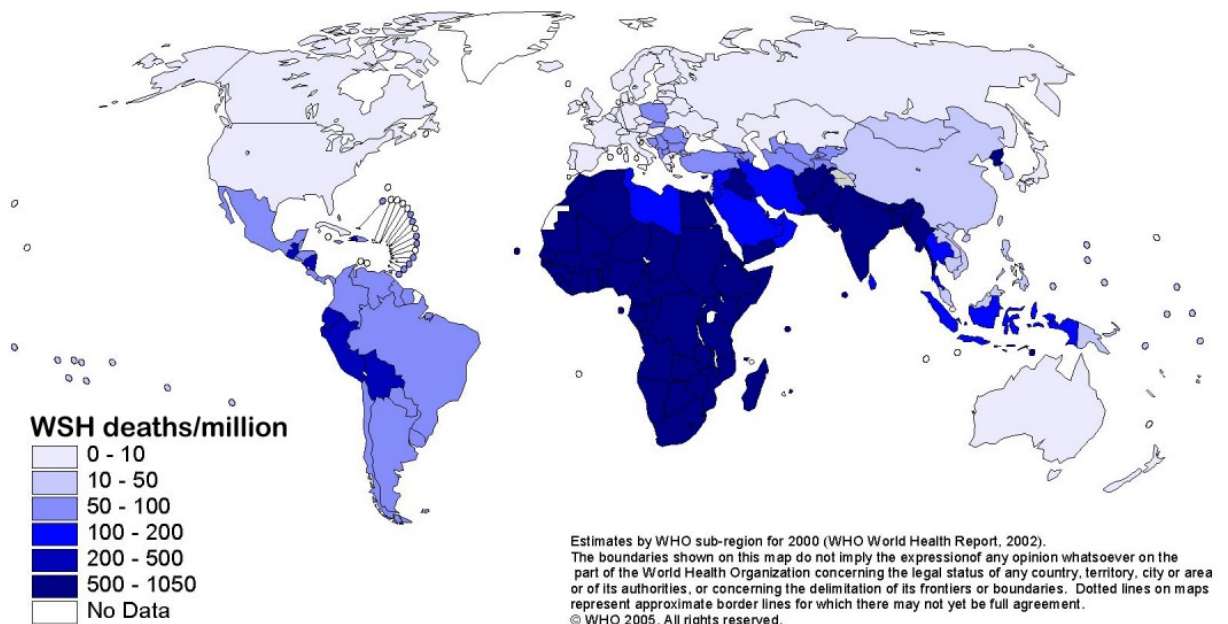 WSH deaths/million
0 - 10
10 - 50
50 - 100
100 - 200
200 - 500
500 - 1050
No Data
Estimates by WHO sub-region for 2000 (WHO World Health Report, 2002).
The boundaries shown on this map do not imply the expressionof any opinion whatsoever on the
part of the World Health Organization concerning the legal status of any country, territory, city or area
or of its authorities, or concerning the delimitation of its frontiers or boundaries. Dotted lines on maps
represent approximate border lines for which there may not yet be full agreement.
© WHO 2005. All rights reserved.